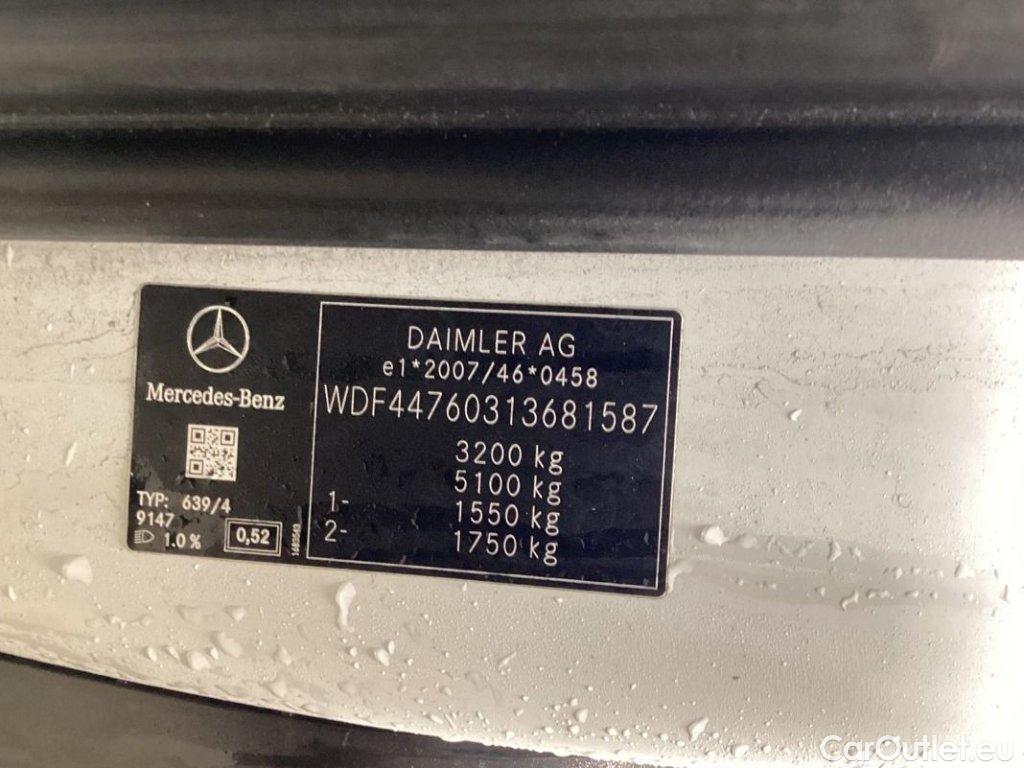 Mercedes-Benz
TYP: 639/4
9147
1.0 %
0,52
DAIMLER AG
e1*2007/46*0458
WDF44760313681587
3200 kg
5100 kg
1- 1550 kg
2- 1750 kg
CarOutlet.eu